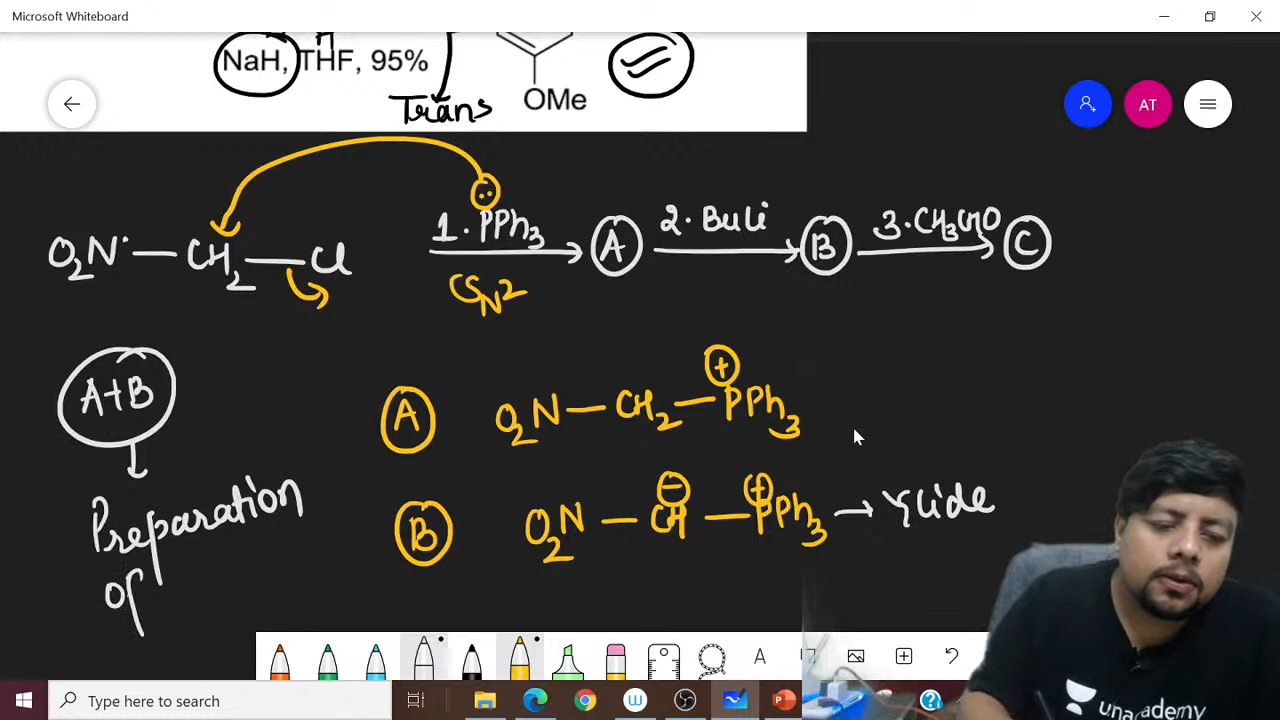 Microsoft Whiteboard
NaH, THF, 95%
Trans
OMe
AT
O2N — CH2 — Cl
1. PPh3
SN2
A
2. BuLi
B
3. CH3CHO
C
A+B
Preparation
of
A
O2N — CH2 — PPh3
+
B
O2N — CH — PPh3 → Ylide
− +
A
Type here to search
unacademy